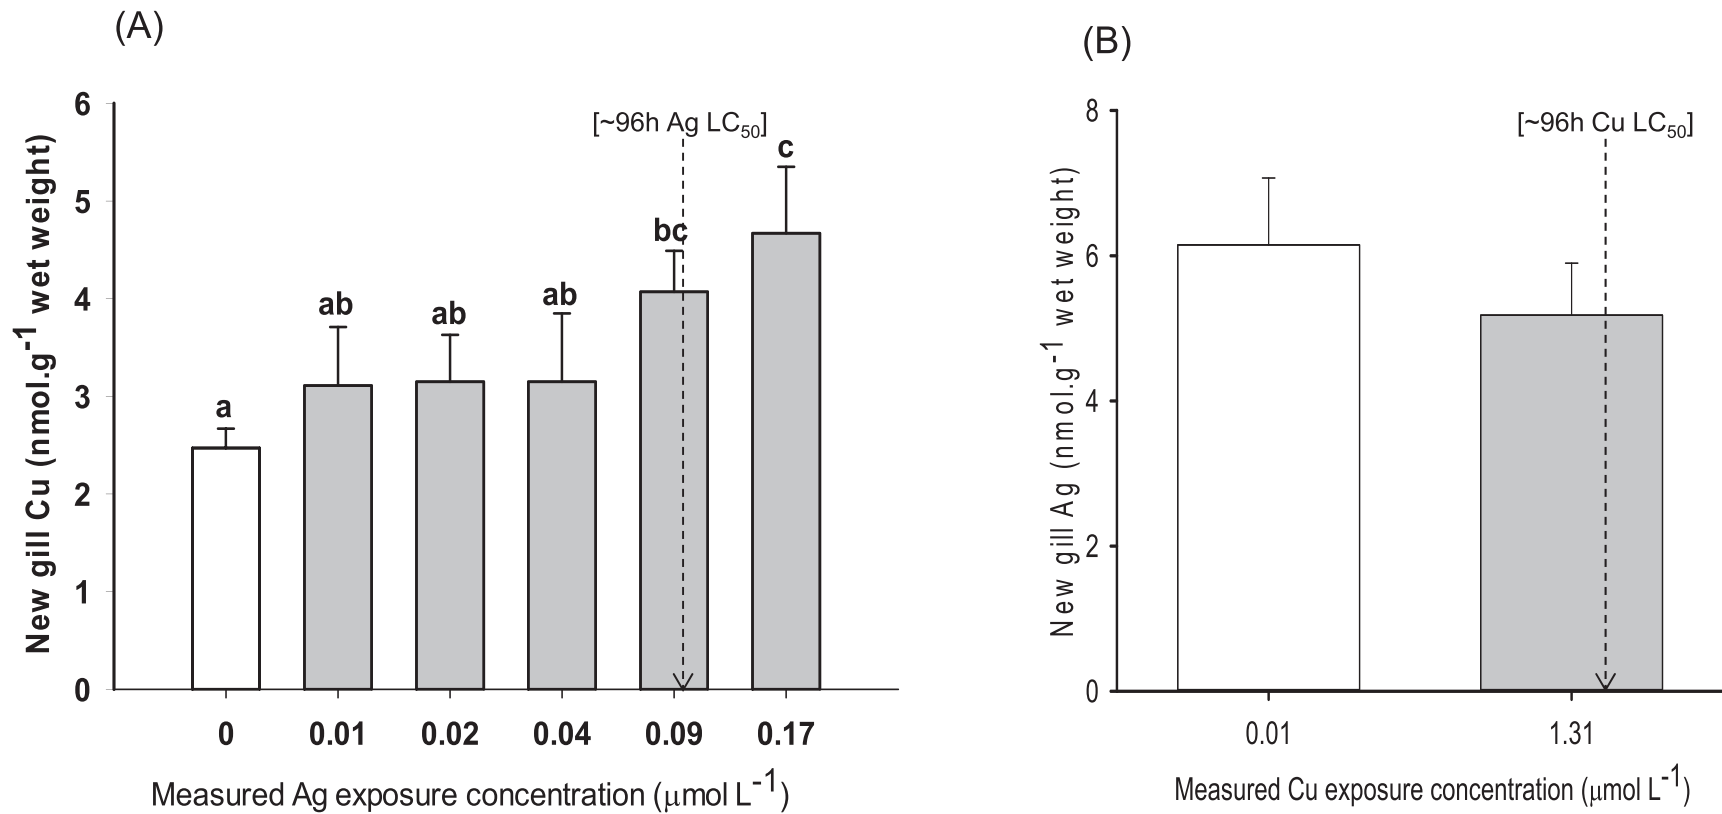 (A)
New gill Cu (nmol.g-1 wet weight)
6
5
4
3
2
1
0
[~96h Ag LC50]
a
ab
ab
ab
bc
c
0 0.01 0.02 0.04 0.09 0.17
Measured Ag exposure concentration (μmol L-1)
(B)
New gill Ag (nmol.g-1 wet weight)
8
6
4
2
0
[~96h Cu LC50]
0.01 1.31
Measured Cu exposure concentration (μmol L-1)